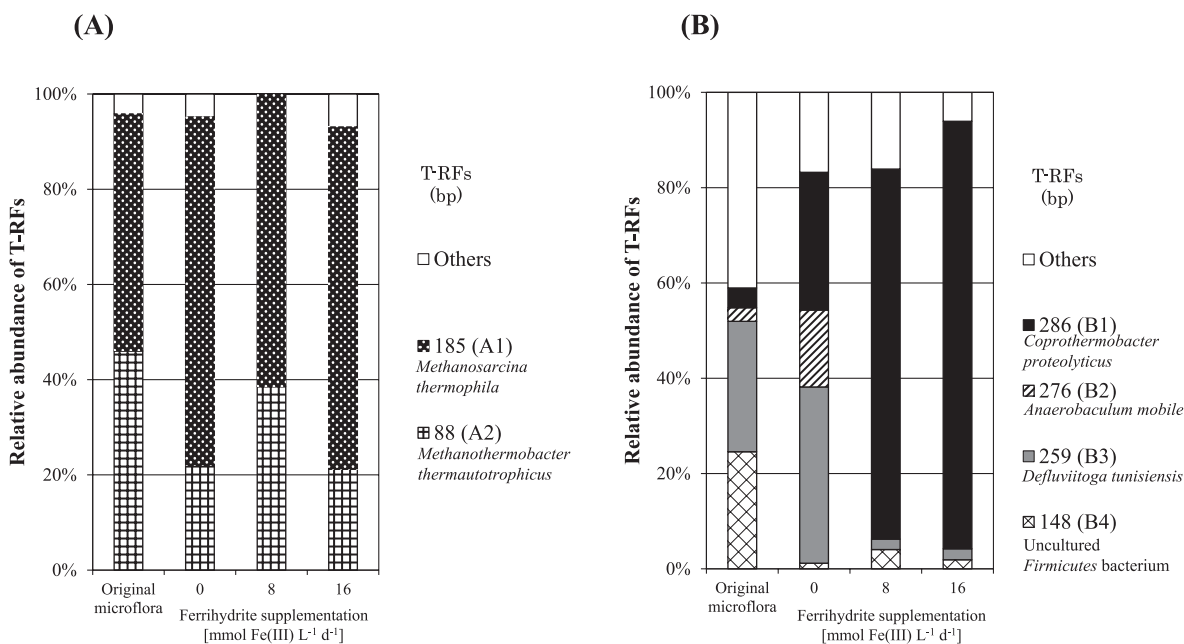 (A)
Relative abundance of T-RFs
100%
80%
60%
40%
20%
0%
Original
microflora
0
8
16
Ferrihydrite supplementation
[mmol Fe(III) L⁻¹ d⁻¹]
T-RFs
(bp)
Others
185 (A1)
Methanosarcina
thermophila
88 (A2)
Methanothermobacter
thermautotrophicus
(B)
Relative abundance of T-RFs
100%
80%
60%
40%
20%
0%
Original
microflora
0
8
16
Ferrihydrite supplementation
[mmol Fe(III) L⁻¹ d⁻¹]
T-RFs
(bp)
Others
286 (B1)
Coprothermobacter
proteolyticus
276 (B2)
Anaerobaculum mobile
259 (B3)
Defluviitoga tunisiensis
148 (B4)
Uncultured
Firmicutes bacterium